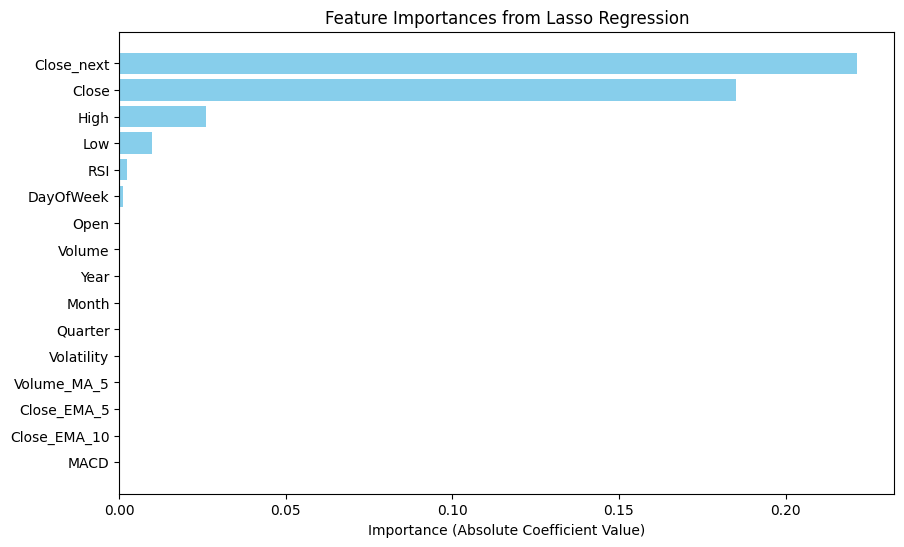 Feature Importances from Lasso Regression
Close_next
Close
High
Low
RSI
DayOfWeek
Open
Volume
Year
Month
Quarter
Volatility
Volume_MA_5
Close_EMA_5
Close_EMA_10
MACD
0.00 0.05 0.10 0.15 0.20
Importance (Absolute Coefficient Value)